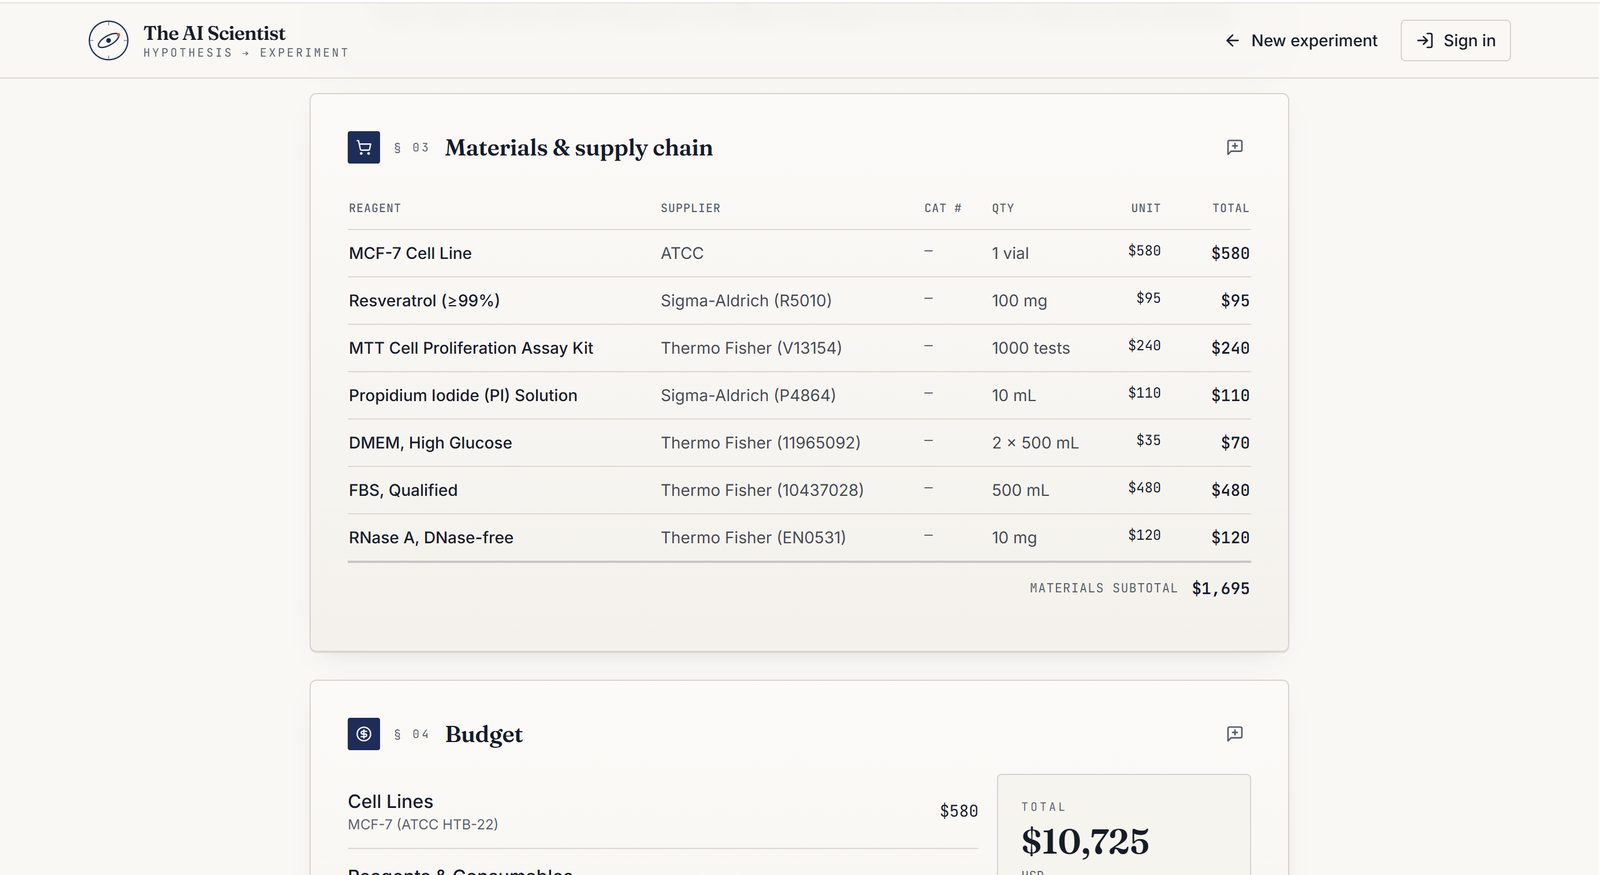 The AI Scientist
HYPOTHESIS → EXPERIMENT
← New experiment
Sign in
§ 03 Materials & supply chain
REAGENT SUPPLIER CAT # QTY UNIT TOTAL
MCF-7 Cell Line ATCC — 1 vial $580 $580
Resveratrol (≥99%) Sigma-Aldrich (R5010) — 100 mg $95 $95
MTT Cell Proliferation Assay Kit Thermo Fisher (V13154) — 1000 tests $240 $240
Propidium Iodide (PI) Solution Sigma-Aldrich (P4864) — 10 mL $110 $110
DMEM, High Glucose Thermo Fisher (11965092) — 2 × 500 mL $35 $70
FBS, Qualified Thermo Fisher (10437028) — 500 mL $480 $480
RNase A, DNase-free Thermo Fisher (EN0531) — 10 mg $120 $120
MATERIALS SUBTOTAL $1,695
§ 04 Budget
Cell Lines $580
MCF-7 (ATCC HTB-22)
TOTAL
$10,725
USD
Reagents & Consumables